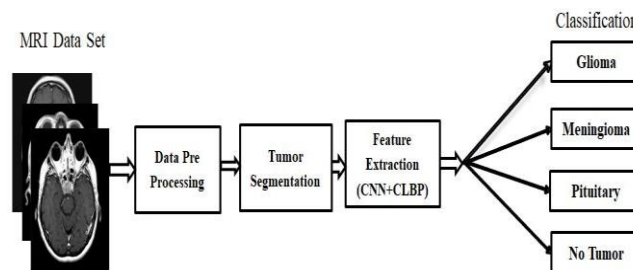 MRI Data Set
Data Pre
Processing
Tumor
Segmentation
Feature
Extraction
(CNN+CLBP)
Classification
Glioma
Meningioma
Pituitary
No Tumor